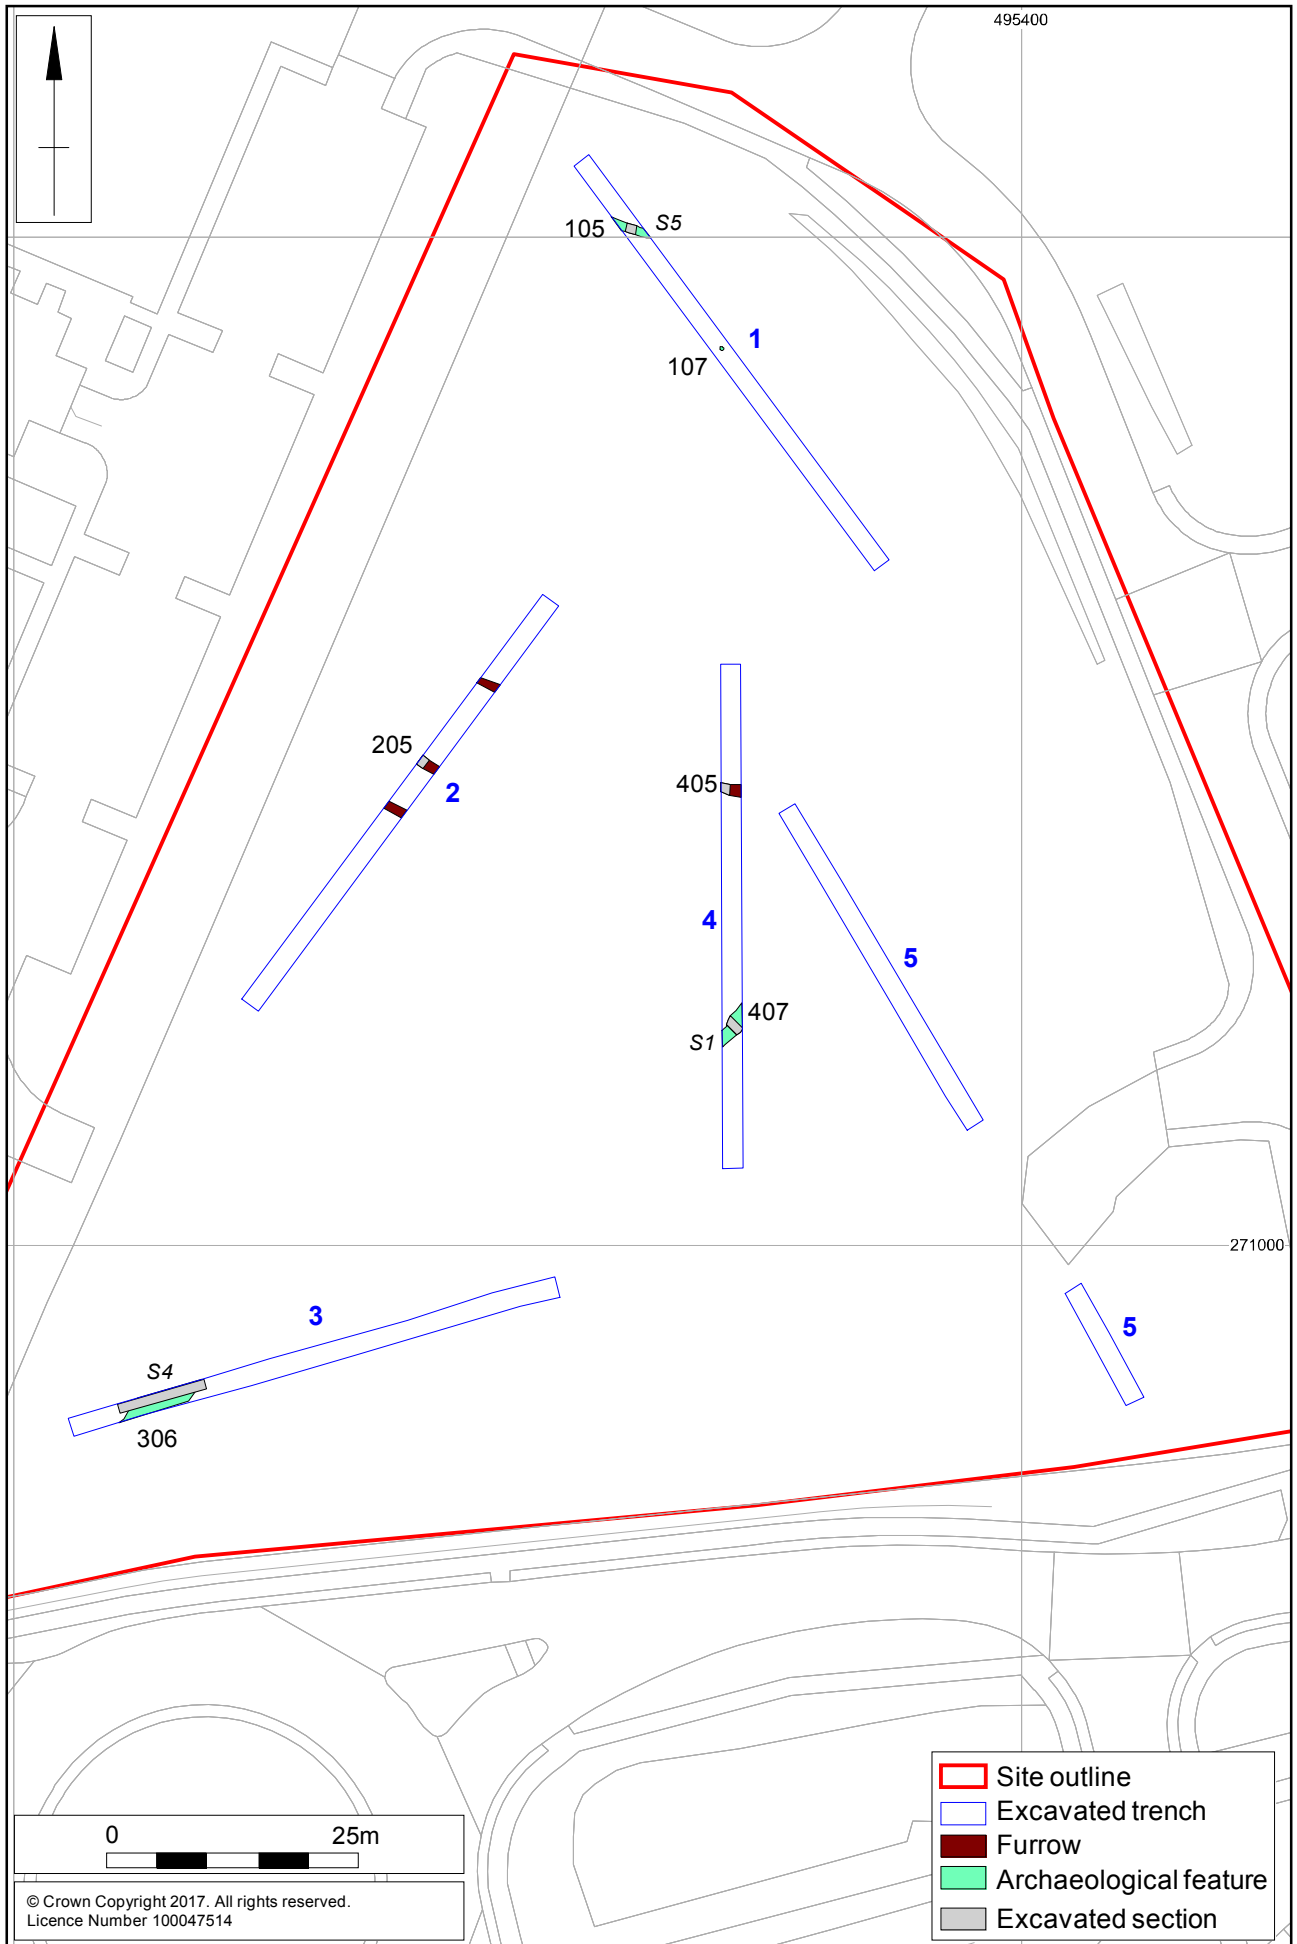 495400
105
S5
1
107
205
2
405
4
5
407
S1
271000
3
5
S4
306
Site outline
Excavated trench
Furrow
Archaeological feature
Excavated section
0 25m
© Crown Copyright 2017. All rights reserved.
Licence Number 100047514